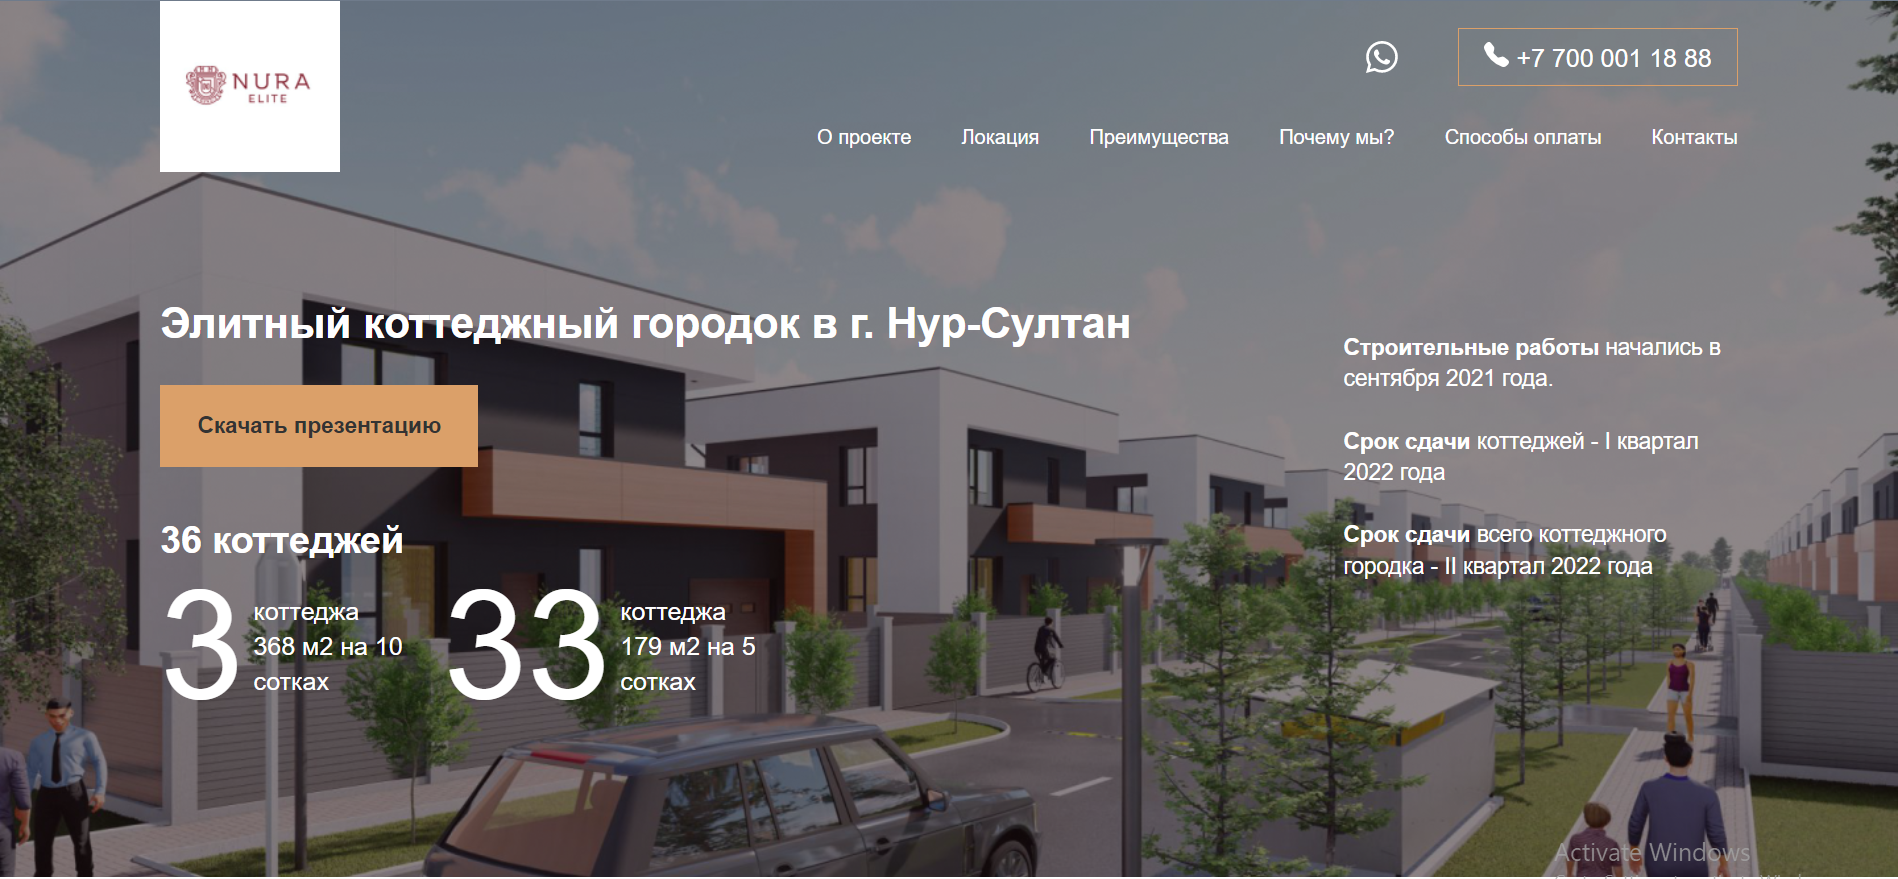 NURA
ELITE
+7 700 001 18 88
О проекте
Локация
Преимущества
Почему мы?
Способы оплаты
Контакты
Элитный коттеджный городок в г. Нур-Султан
Скачать презентацию
36 коттеджей
3
коттеджа
368 м2 на 10
сотках
33
коттеджа
179 м2 на 5
сотках
Строительные работы начались в
сентября 2021 года.
Срок сдачи коттеджей - I квартал
2022 года
Срок сдачи всего коттеджного
городка - II квартал 2022 года
Activate Windows